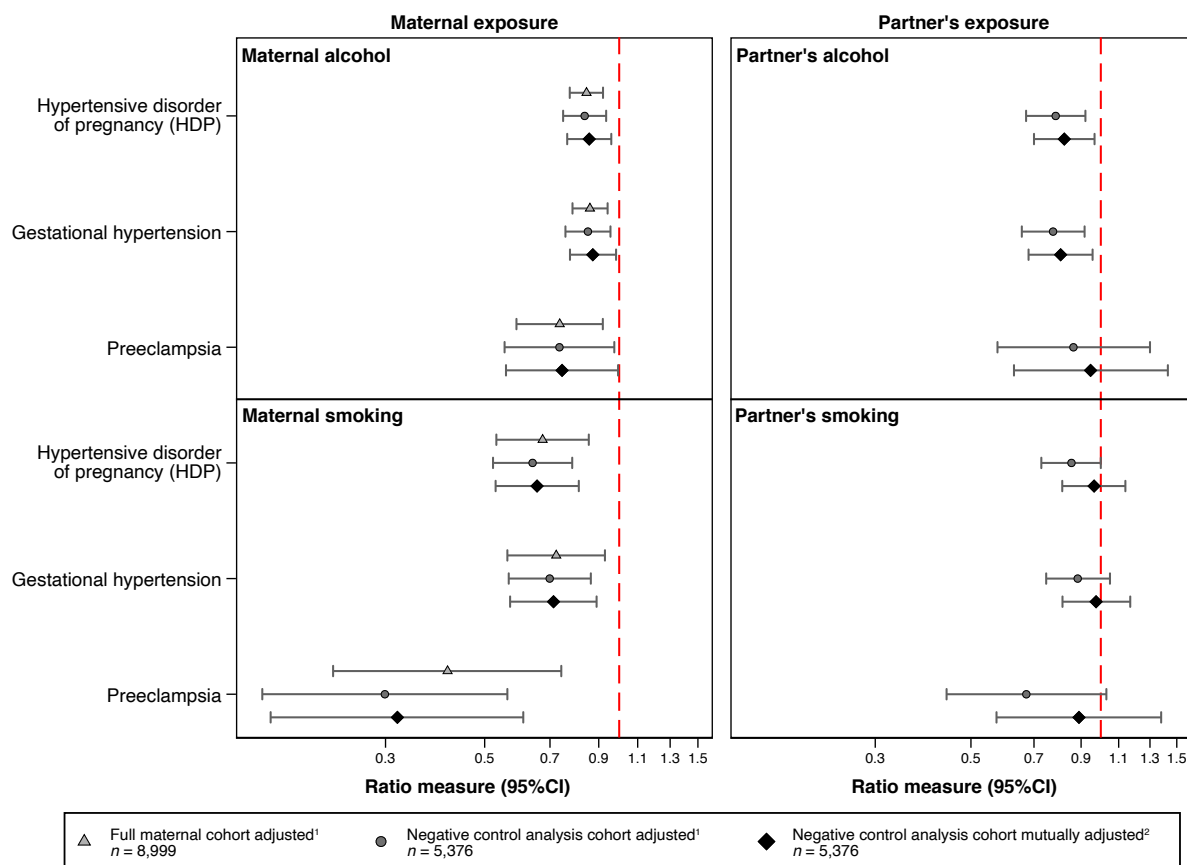 Maternal exposure
Partner's exposure
Maternal alcohol
Partner's alcohol
Hypertensive disorder
of pregnancy (HDP)
Gestational hypertension
Preeclampsia
Maternal smoking
Partner's smoking
Hypertensive disorder
of pregnancy (HDP)
Gestational hypertension
Preeclampsia
0.3 0.5 0.7 0.9 1.1 1.3 1.5
0.3 0.5 0.7 0.9 1.1 1.3 1.5
Ratio measure (95%CI)
Ratio measure (95%CI)
Full maternal cohort adjusted¹
n = 8,999
Negative control analysis cohort adjusted¹
n = 5,376
Negative control analysis cohort mutually adjusted²
n = 5,376